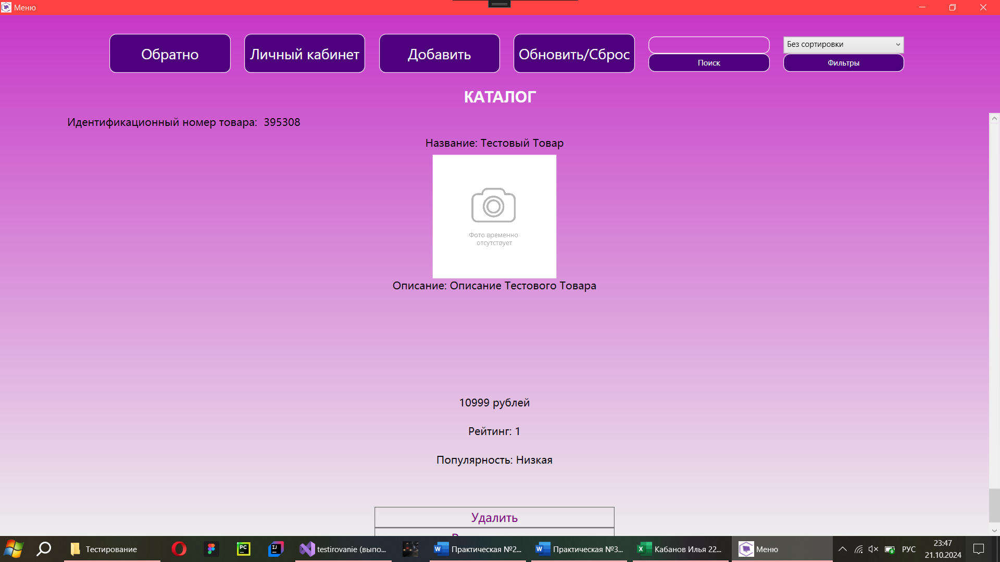 Меню
Обратно
Личный кабинет
Добавить
Обновить/Сброс
Поиск
Без сортировки
Фильтры
КАТАЛОГ
Идентификационный номер товара: 395308
Название: Тестовый Товар
Фото временно
отсутствует
Описание: Описание Тестового Товара
10999 рублей
Рейтинг: 1
Популярность: Низкая
Удалить
Тестирование
PC
IJ
testirovanie (выпо...
W
Практическая №2...
W
Практическая №3...
X
Кабанов Илья 22...
Меню
РУС
23:47
21.10.2024